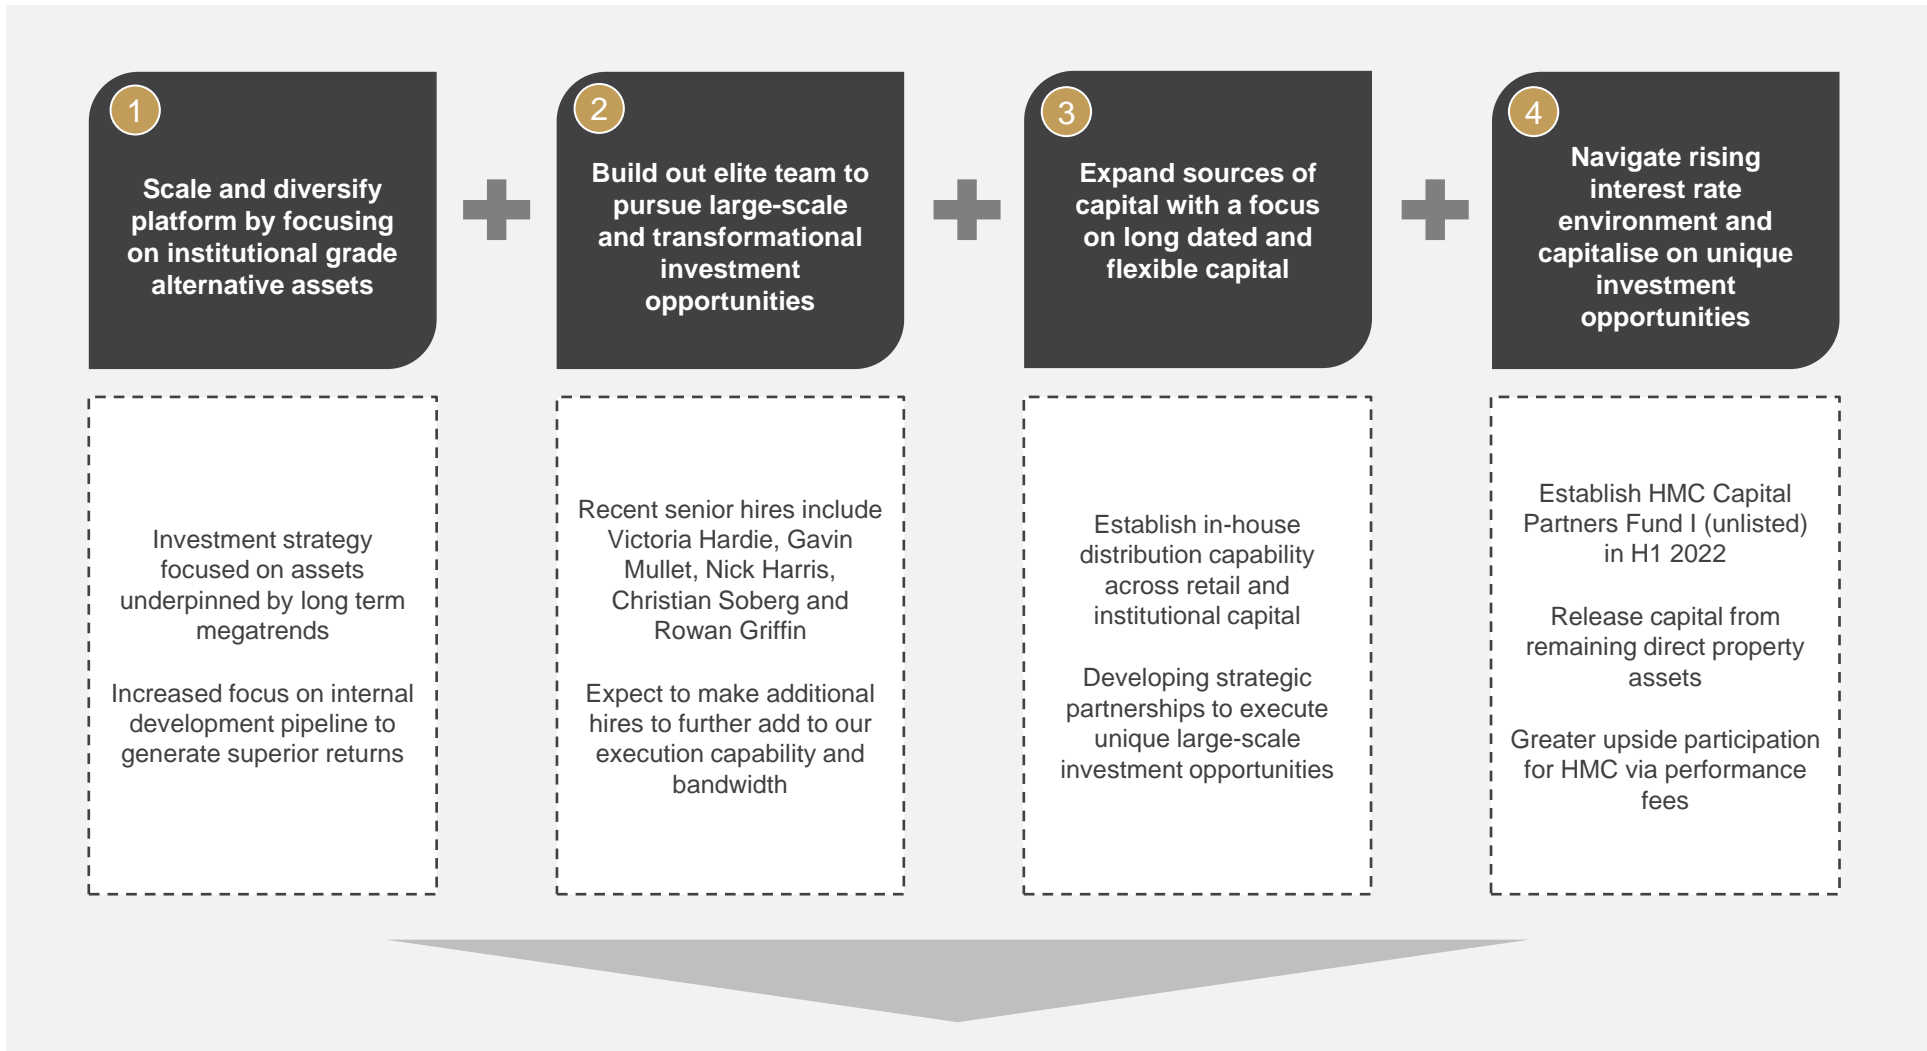 1
Scale and diversify
platform by focusing
on institutional grade
alternative assets
Investment strategy
focused on assets
underpinned by long term
megatrends
Increased focus on internal
development pipeline to
generate superior returns
2
Build out elite team to
pursue large-scale
and transformational
investment
opportunities
Recent senior hires include
Victoria Hardie, Gavin
Mullet, Nick Harris,
Christian Soberg and
Rowan Griffin
Expect to make additional
hires to further add to our
execution capability and
bandwidth
3
Expand sources of
capital with a focus
on long dated and
flexible capital
Establish in-house
distribution capability
across retail and
institutional capital
Developing strategic
partnerships to execute
unique large-scale
investment opportunities
4
Navigate rising
interest rate
environment and
capitalise on unique
investment
opportunities
Establish HMC Capital
Partners Fund I (unlisted)
in H1 2022
Release capital from
remaining direct property
assets
Greater upside participation
for HMC via performance
fees